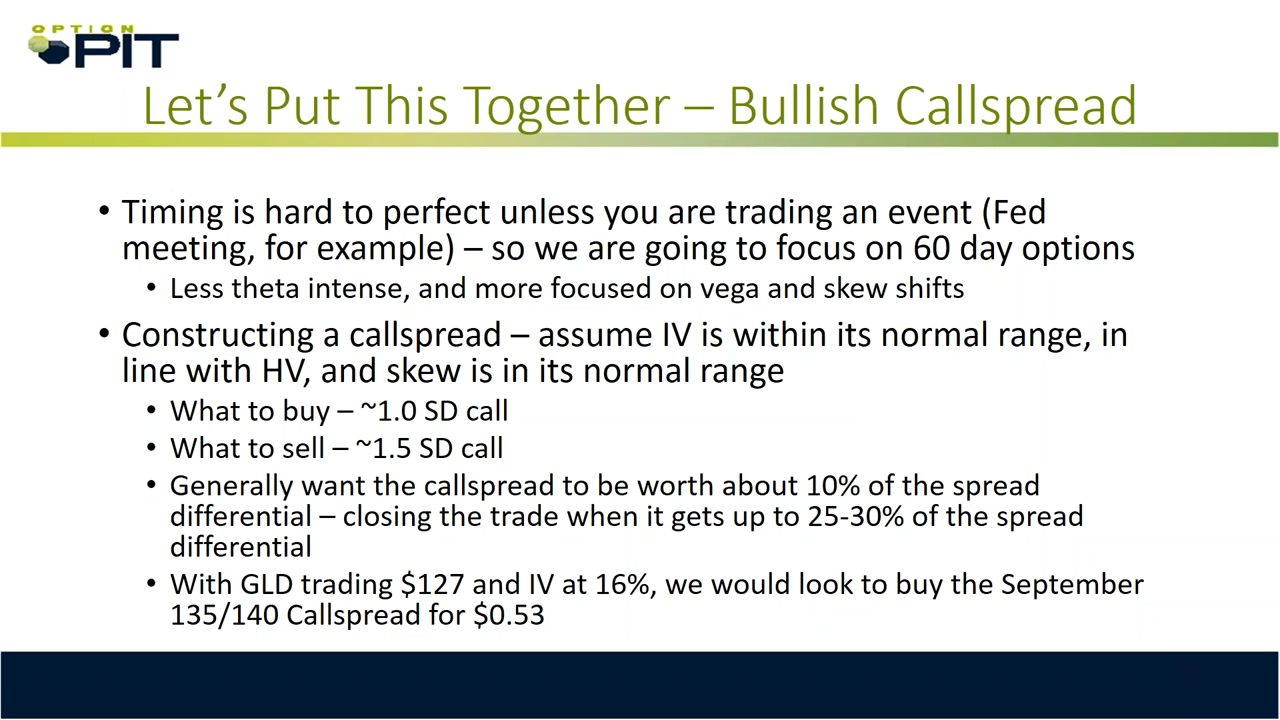 OPTION
PIT
Let's Put This Together – Bullish Callspread
• Timing is hard to perfect unless you are trading an event (Fed
meeting, for example) – so we are going to focus on 60 day options
• Less theta intense, and more focused on vega and skew shifts
• Constructing a callspread – assume IV is within its normal range, in
line with HV, and skew is in its normal range
• What to buy – ~1.0 SD call
• What to sell – ~1.5 SD call
• Generally want the callspread to be worth about 10% of the spread
differential – closing the trade when it gets up to 25-30% of the spread
differential
• With GLD trading $127 and IV at 16%, we would look to buy the September
135/140 Callspread for $0.53